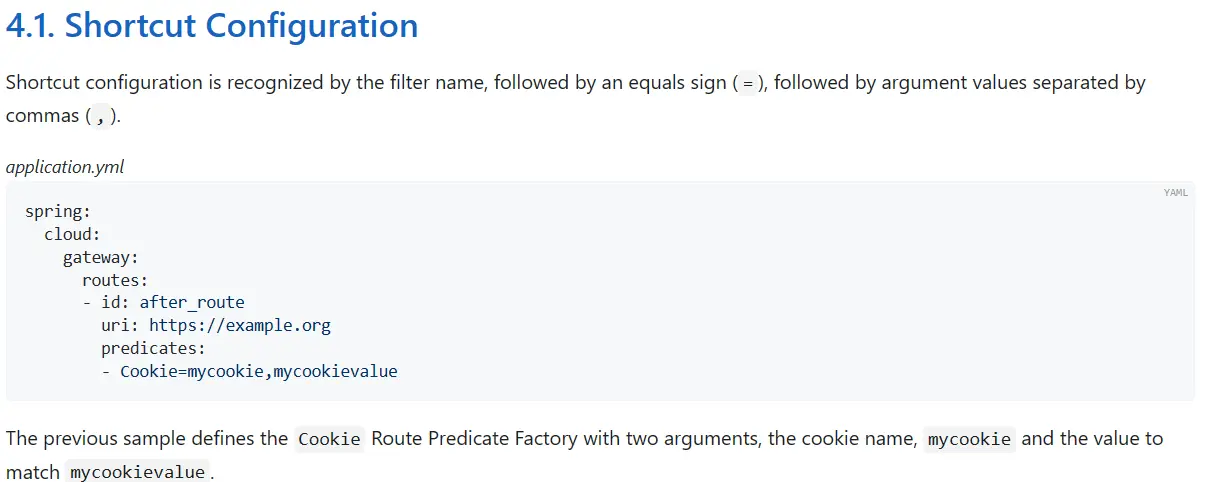 4.1. Shortcut Configuration
Shortcut configuration is recognized by the filter name, followed by an equals sign (=), followed by argument values separated by
commas (,).
application.yml
YAML
spring:
  cloud:
    gateway:
      routes:
      - id: after_route
        uri: https://example.org
        predicates:
        - Cookie=mycookie,mycookievalue
The previous sample defines the Cookie Route Predicate Factory with two arguments, the cookie name, mycookie and the value to
match mycookievalue.